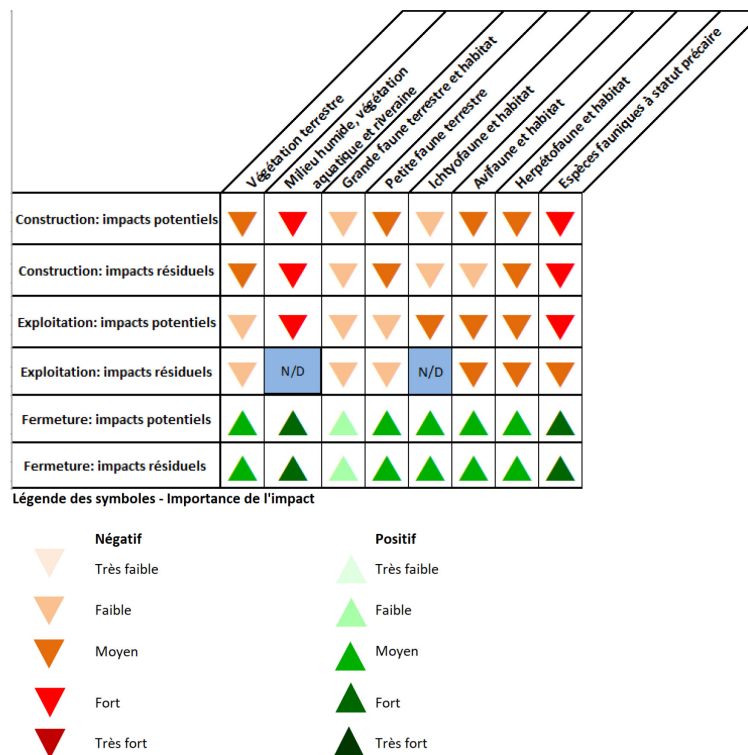 Végétation terrestre
Milieu humide, végétation
aquatique et riveraine
Grande faune terrestre et habitat
Petite faune terrestre
Ichtyofaune et habitat
Avifaune et habitat
Herpétofaune et habitat
Espèces fauniques à statut précaire
Construction: impacts potentiels
Construction: impacts résiduels
Exploitation: impacts potentiels
Exploitation: impacts résiduels N/D N/D
Fermeture: impacts potentiels
Fermeture: impacts résiduels
Légende des symboles - Importance de l'impact
Négatif Positif
Très faible Très faible
Faible Faible
Moyen Moyen
Fort Fort
Très fort Très fort